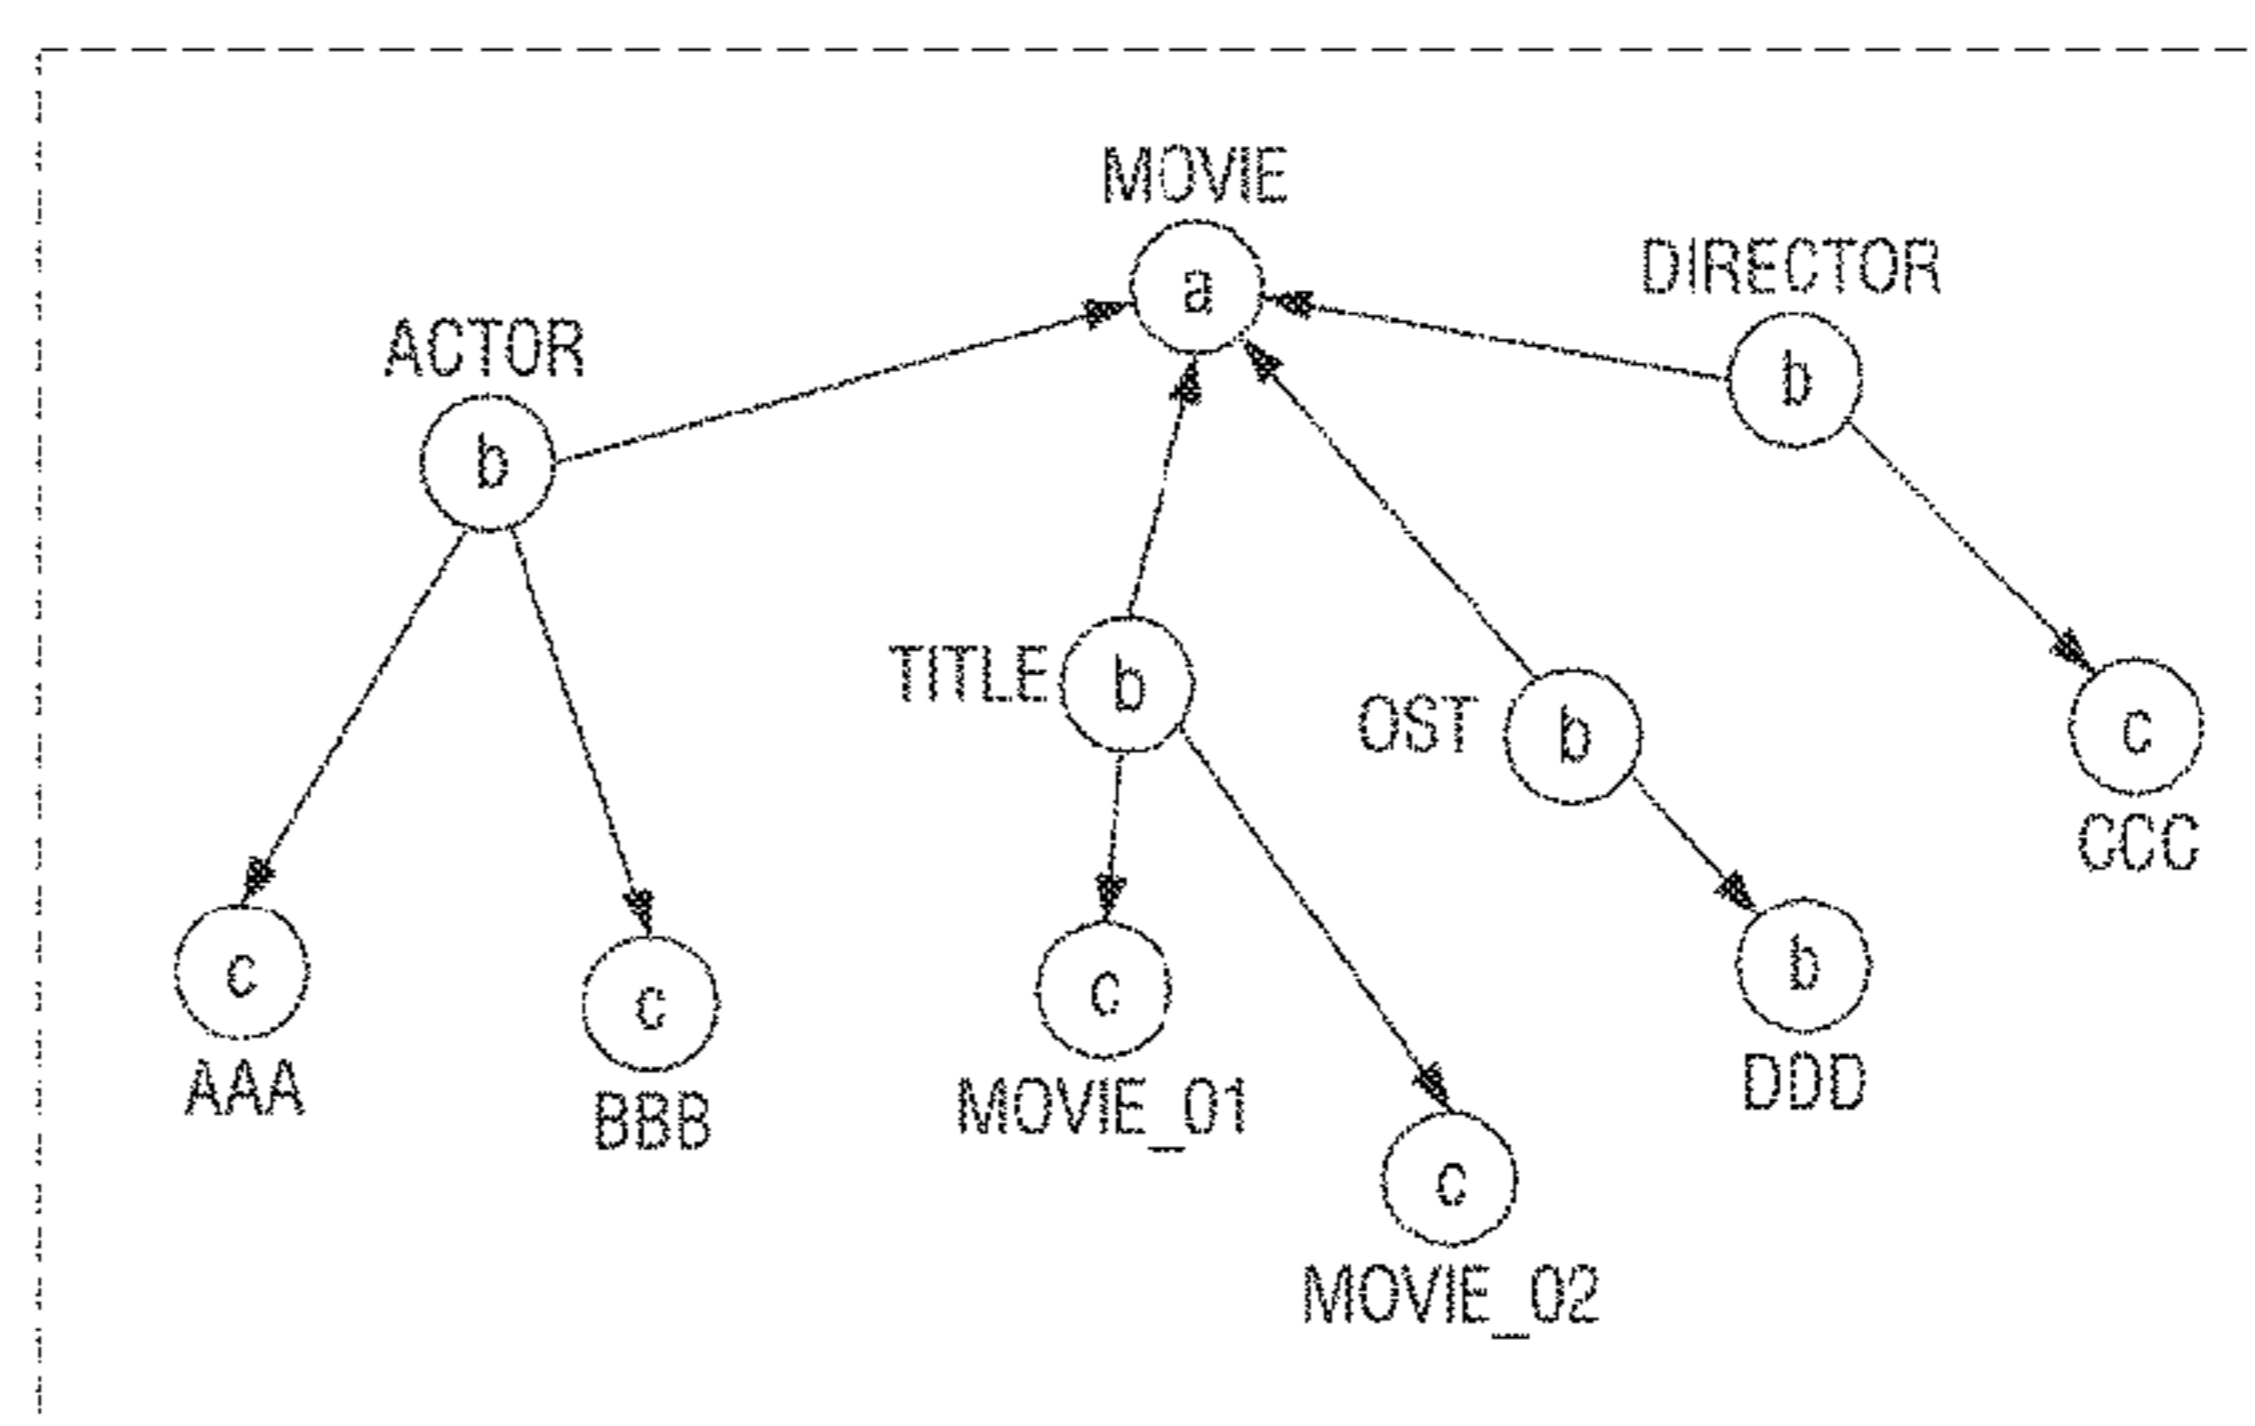 MOVIE
a
DIRECTOR
b
ACTOR
b
TITLE
b
OST
b
c
CCC
c
AAA
c
BBB
c
MOVIE_01
b
DDD
c
MOVIE_02